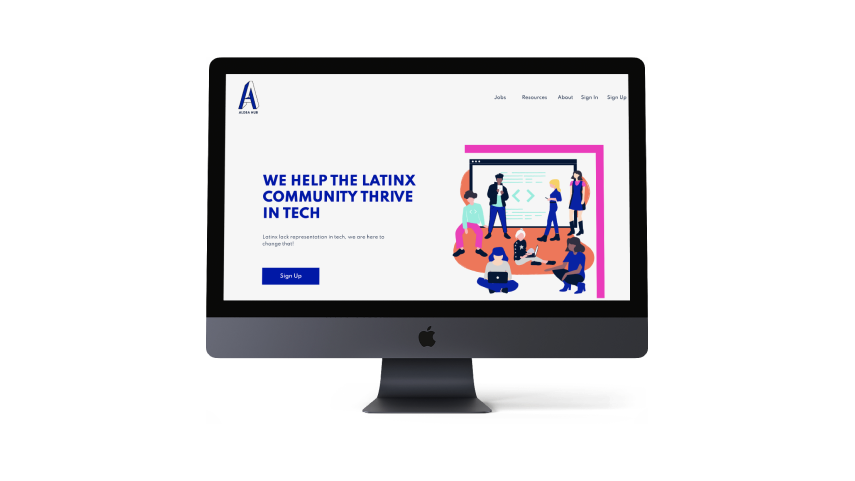 ALORA HUB
Jobs Resources About Sign In Sign Up
WE HELP THE LATINX
COMMUNITY THRIVE
IN TECH
Latinx lack representation in tech, we are here to
change that!
Sign Up